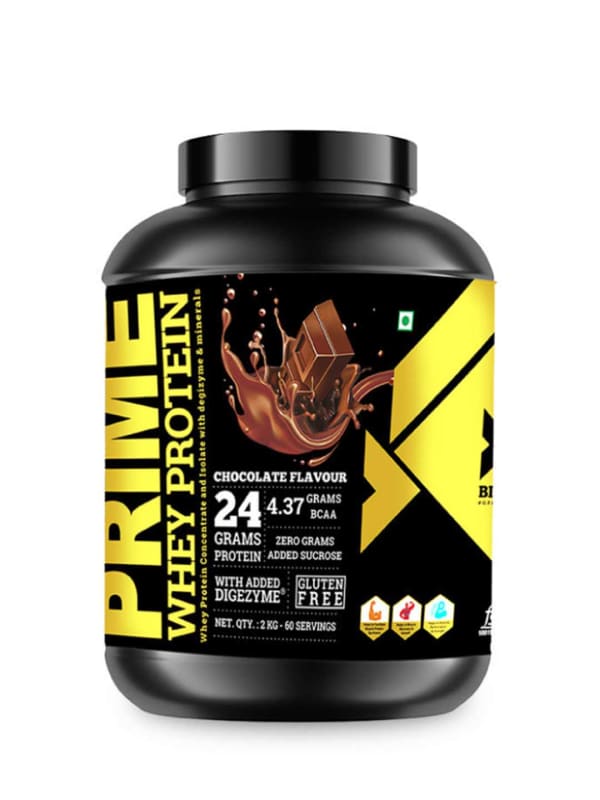 PRIME
WHEY PROTEIN
Whey Protein Concentrate and Isolate with degizyme & minerals
CHOCOLATE FLAVOUR
24
GRAMS
PROTEIN
4.37 GRAMS
BCAA
ZERO GRAMS
ADDED SUCROSE
WITH ADDED
DIGEZYME®
GLUTEN
FREE
NET. QTY. : 2 KG - 60 SERVINGS